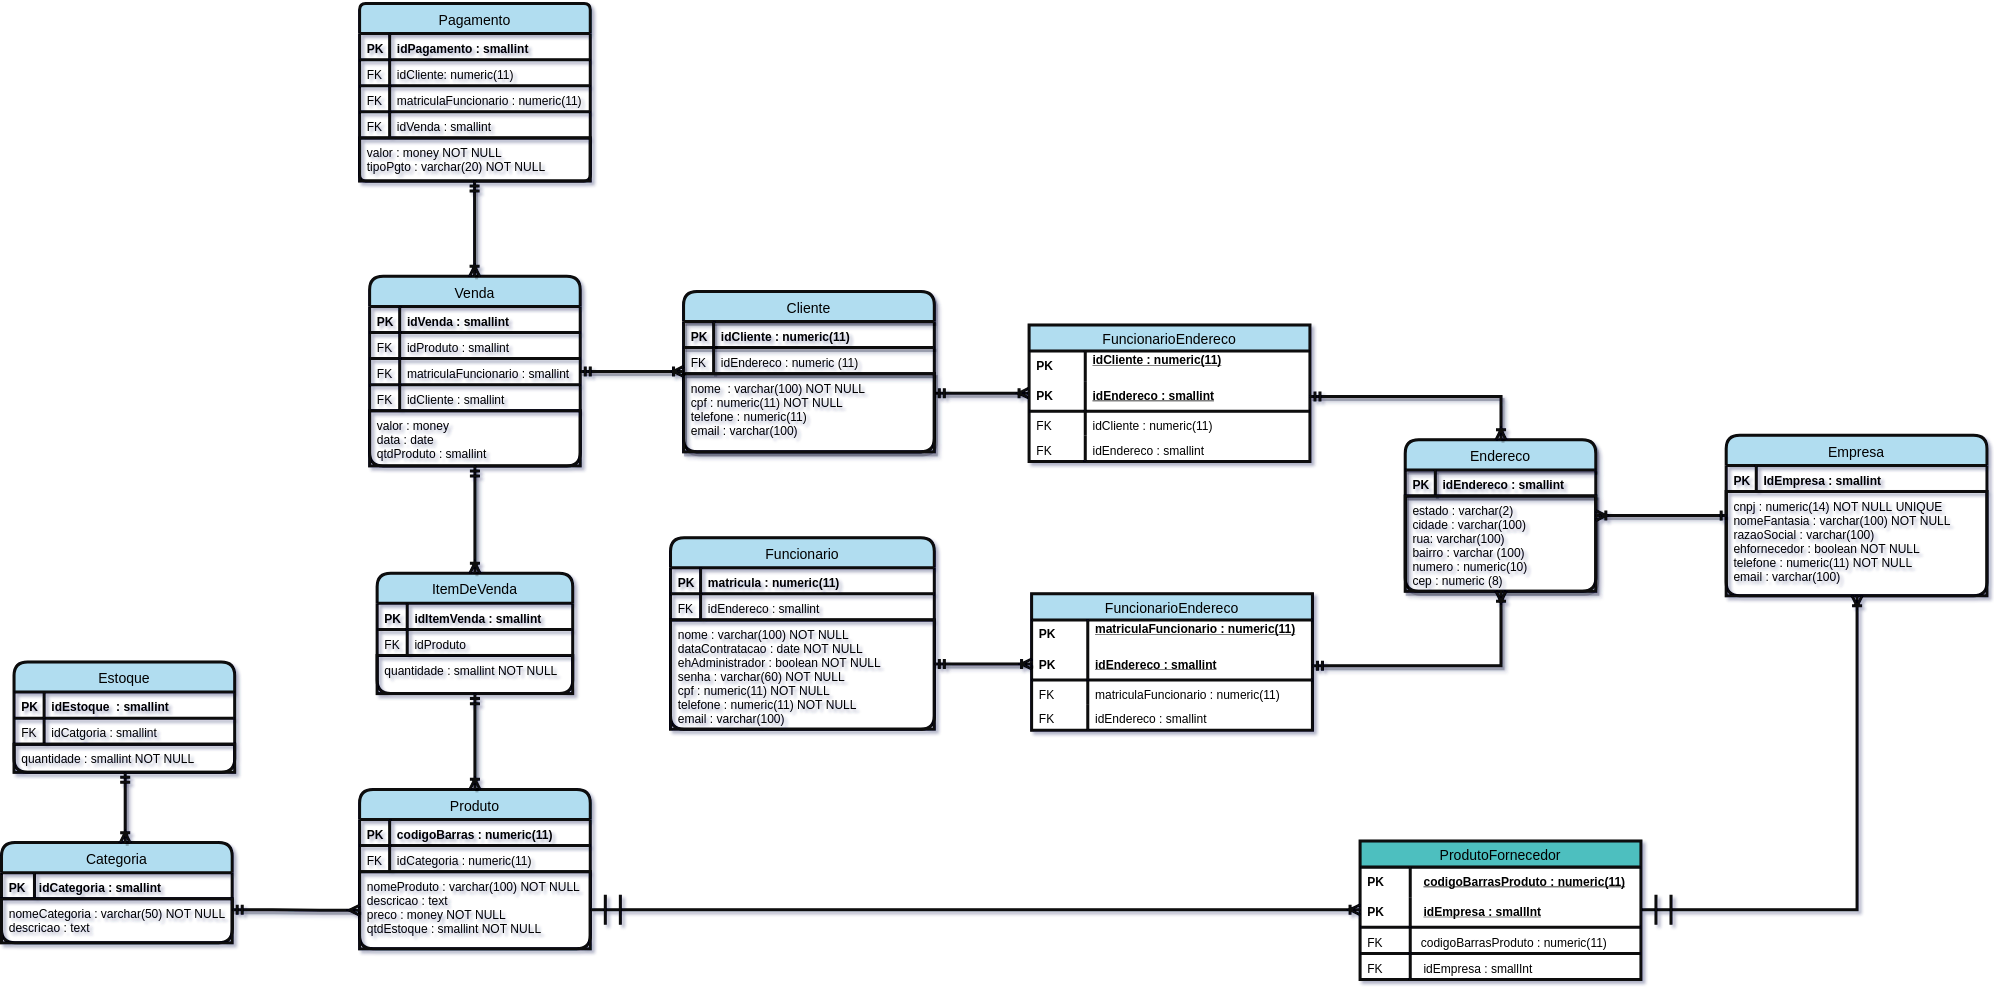 Pagamento
PK idPagamento : smallint
FK idCliente: numeric(11)
FK matriculaFuncionario : numeric(11)
FK idVenda : smallint
valor : money NOT NULL
tipoPgto : varchar(20) NOT NULL
Venda
PK idVenda : smallint
FK idProduto : smallint
FK matriculaFuncionario : smallint
FK idCliente : smallint
valor : money
data : date
qtdProduto : smallint
Cliente
PK idCliente : numeric(11)
FK idEndereco : numeric (11)
nome  : varchar(100) NOT NULL
cpf : numeric(11) NOT NULL
telefone : numeric(11)
email : varchar(100)
FuncionarioEndereco
PK idCliente : numeric(11)
PK idEndereco : smallint
FK idCliente : numeric(11)
FK idEndereco : smallint
Endereco
PK idEndereco : smallint
estado : varchar(2)
cidade : varchar(100)
rua: varchar(100)
bairro : varchar (100)
numero : numeric(10)
cep : numeric (8)
Empresa
PK IdEmpresa : smallint
cnpj : numeric(14) NOT NULL UNIQUE
nomeFantasia : varchar(100) NOT NULL
razaoSocial : varchar(100)
ehfornecedor : boolean NOT NULL
telefone : numeric(11) NOT NULL
email : varchar(100)
ItemDeVenda
PK idItemVenda : smallint
FK idProduto
quantidade : smallint NOT NULL
Funcionario
PK matricula : numeric(11)
FK idEndereco : smallint
nome : varchar(100) NOT NULL
dataContratacao : date NOT NULL
ehAdministrador : boolean NOT NULL
senha : varchar(60) NOT NULL
cpf : numeric(11) NOT NULL
telefone : numeric(11) NOT NULL
email : varchar(100)
FuncionarioEndereco
PK matriculaFuncionario : numeric(11)
PK idEndereco : smallint
FK matriculaFuncionario : numeric(11)
FK idEndereco : smallint
Estoque
PK idEstoque  : smallint
FK idCatgoria : smallint
quantidade : smallint NOT NULL
Categoria
PK idCategoria : smallint
nomeCategoria : varchar(50) NOT NULL
descricao : text
Produto
PK codigoBarras : numeric(11)
FK idCategoria : numeric(11)
nomeProduto : varchar(100) NOT NULL
descricao : text
preco : money NOT NULL
qtdEstoque : smallint NOT NULL
ProdutoFornecedor
PK codigoBarrasProduto : numeric(11)
PK idEmpresa : smallInt
FK codigoBarrasProduto : numeric(11)
FK idEmpresa : smallInt